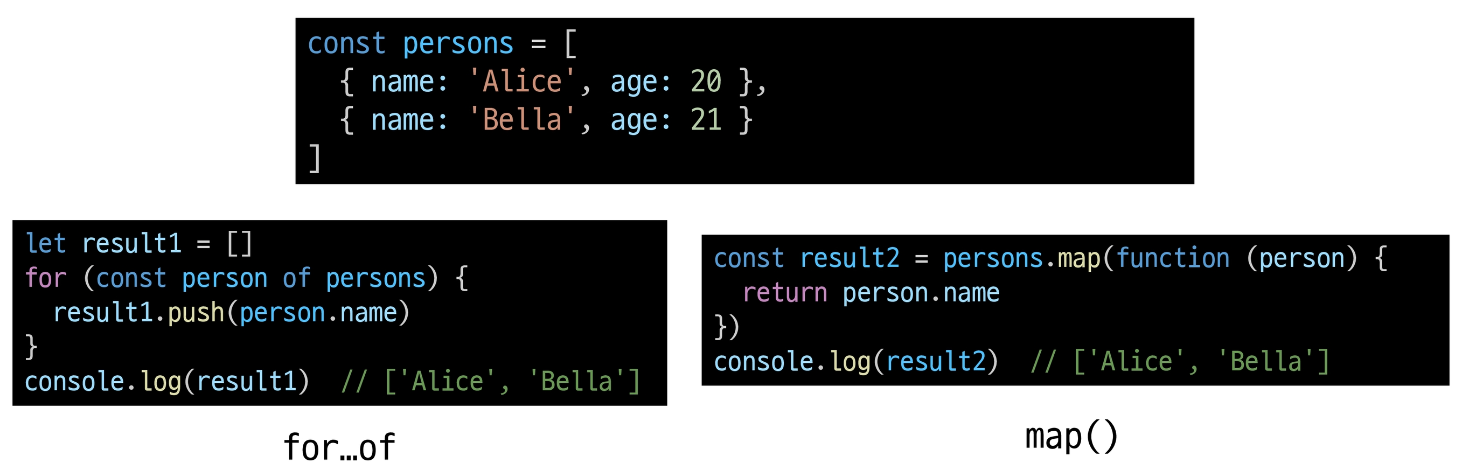 const persons = [
  { name: 'Alice', age: 20 },
  { name: 'Bella', age: 21 }
]
let result1 = []
for (const person of persons) {
  result1.push(person.name)
}
console.log(result1)  // ['Alice', 'Bella']
for…of
const result2 = persons.map(function (person) {
  return person.name
})
console.log(result2)  // ['Alice', 'Bella']
map()